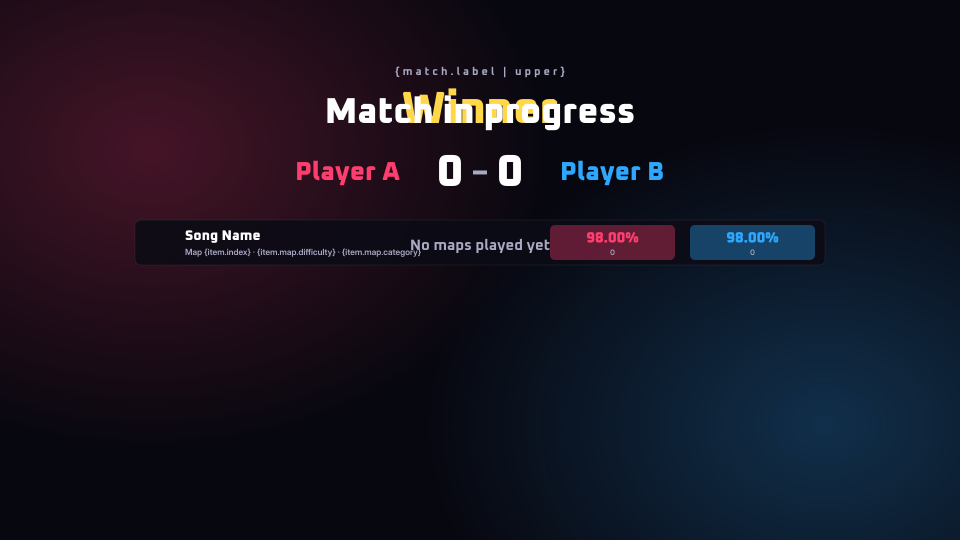 {match.label | upper}
Winner
Match in progress
Player A 0 – 0 Player B
Song Name
Map {item.index} · {item.map.difficulty} · {item.map.category}
No maps played yet
98.00%
0
98.00%
0